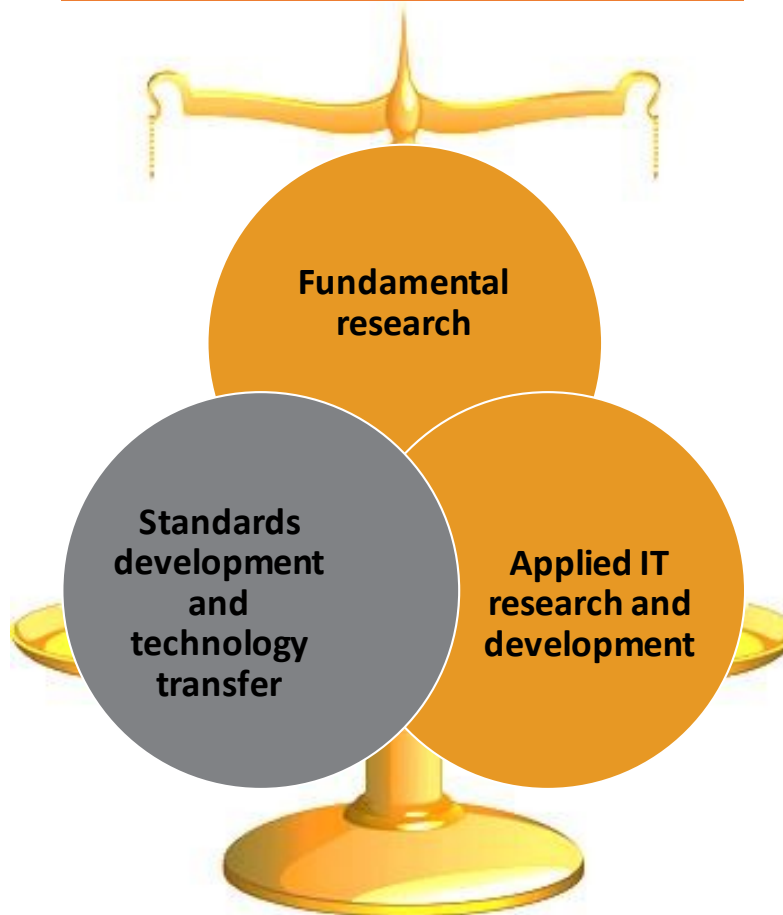 Fundamental
research
Standards
development
and
technology
transfer
Applied IT
research and
development